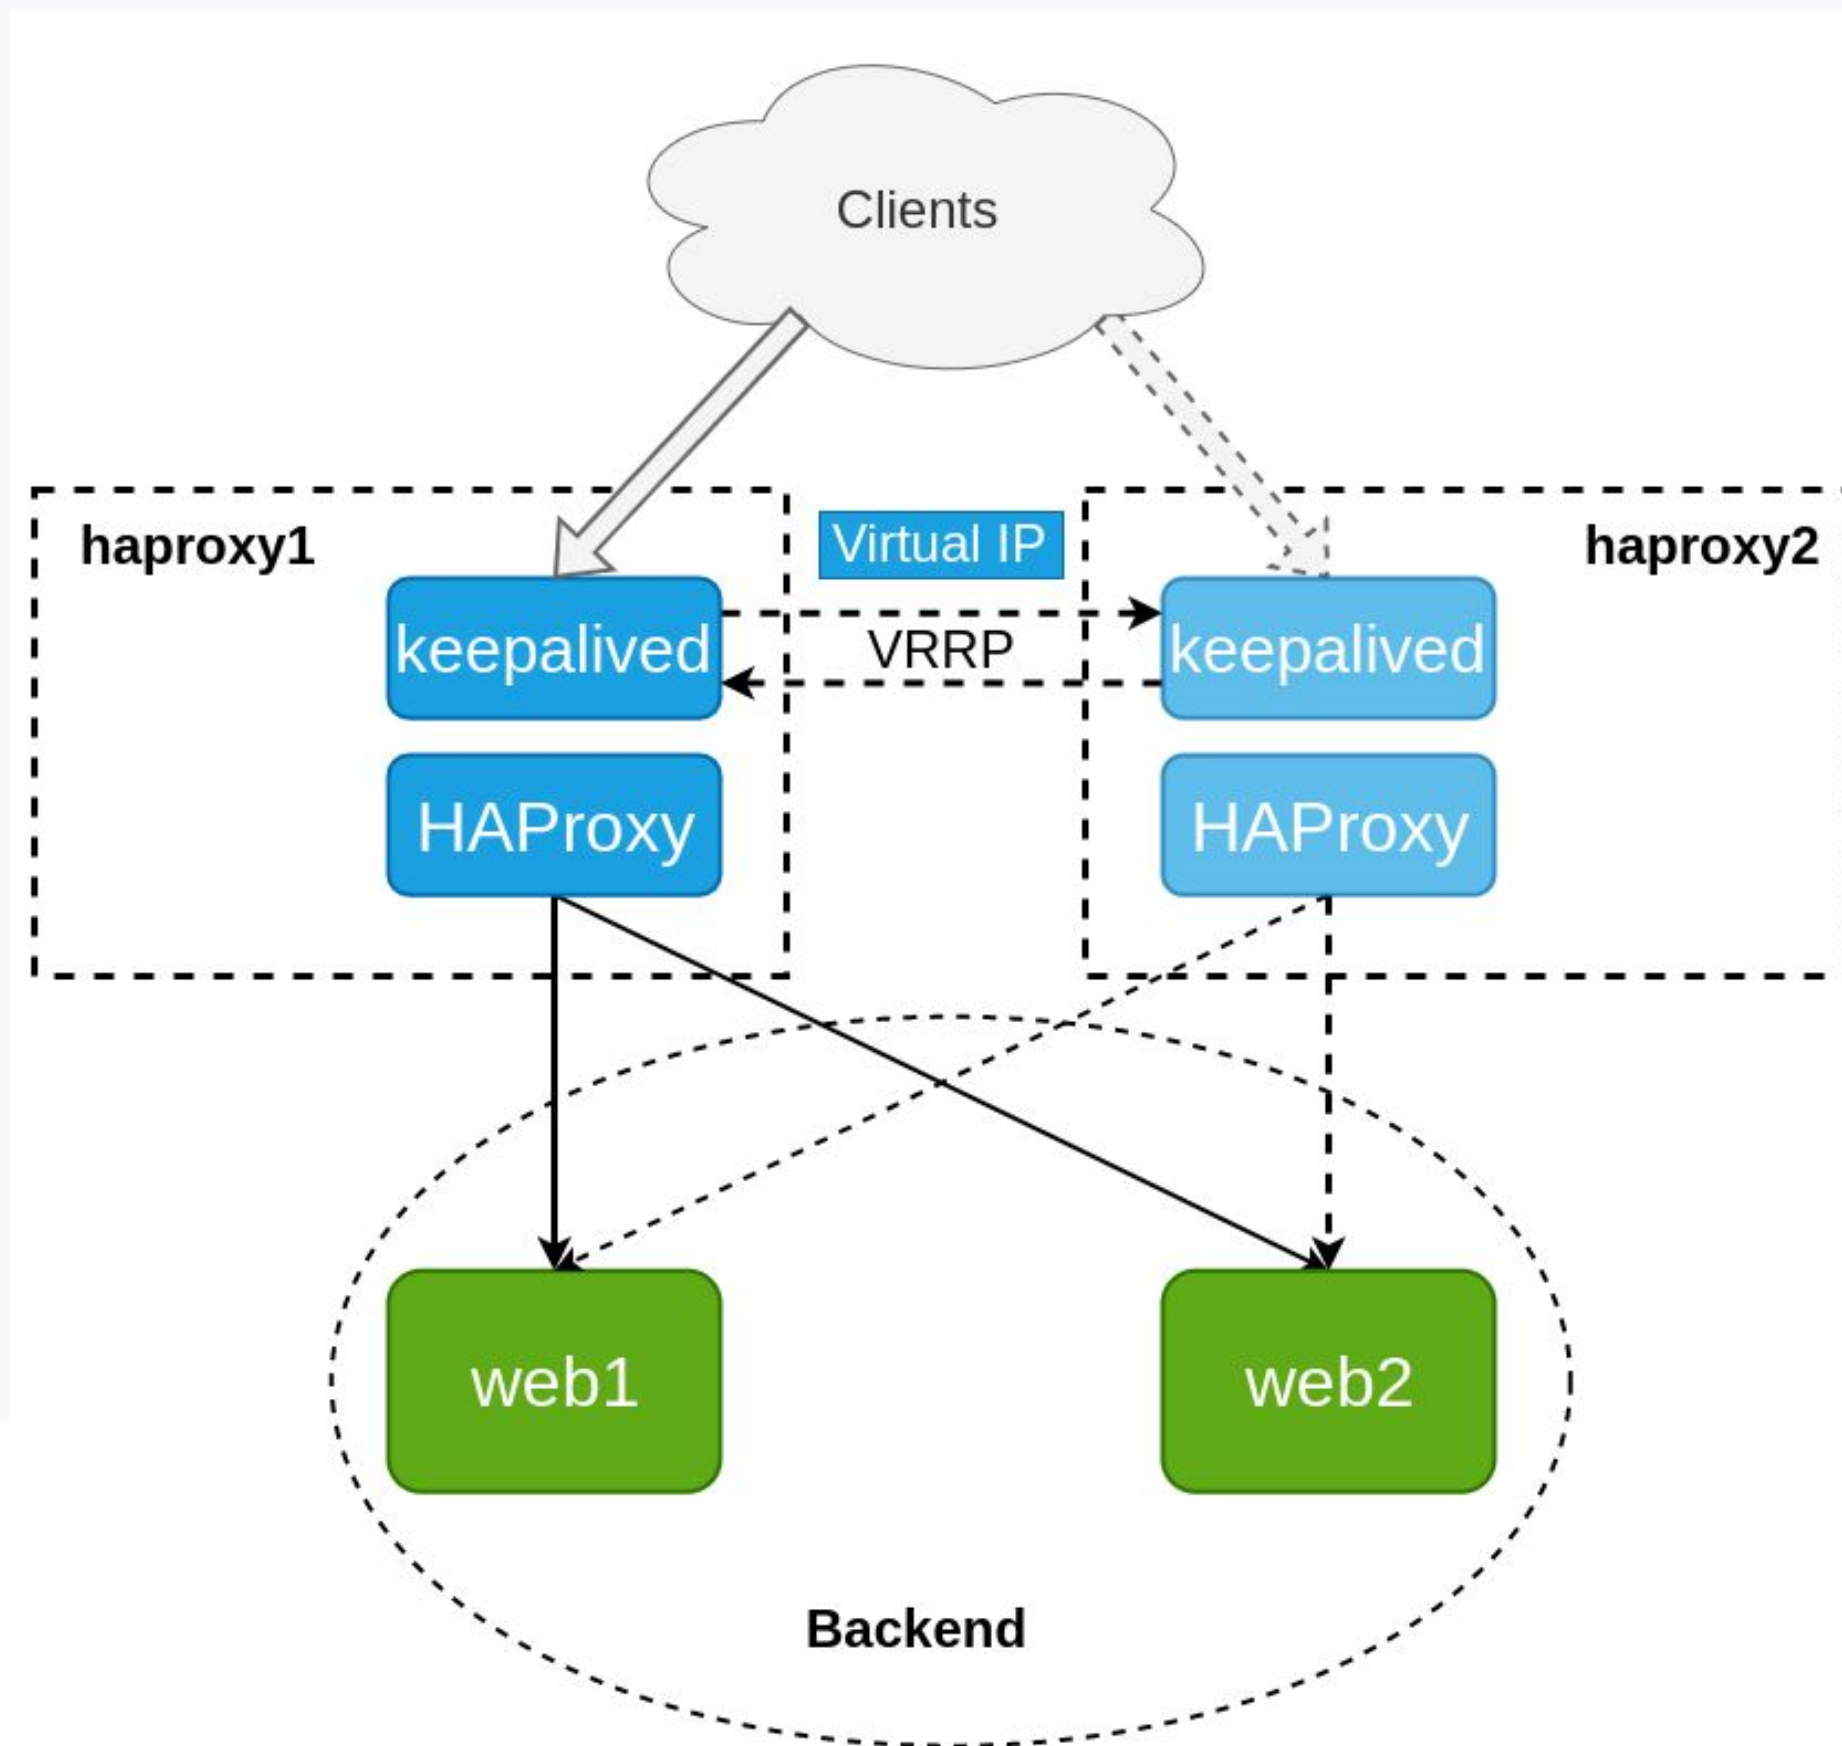 Clients
haproxy1
Virtual IP
haproxy2
keepalived
VRRP
keepalived
HAProxy
HAProxy
web1
web2
Backend